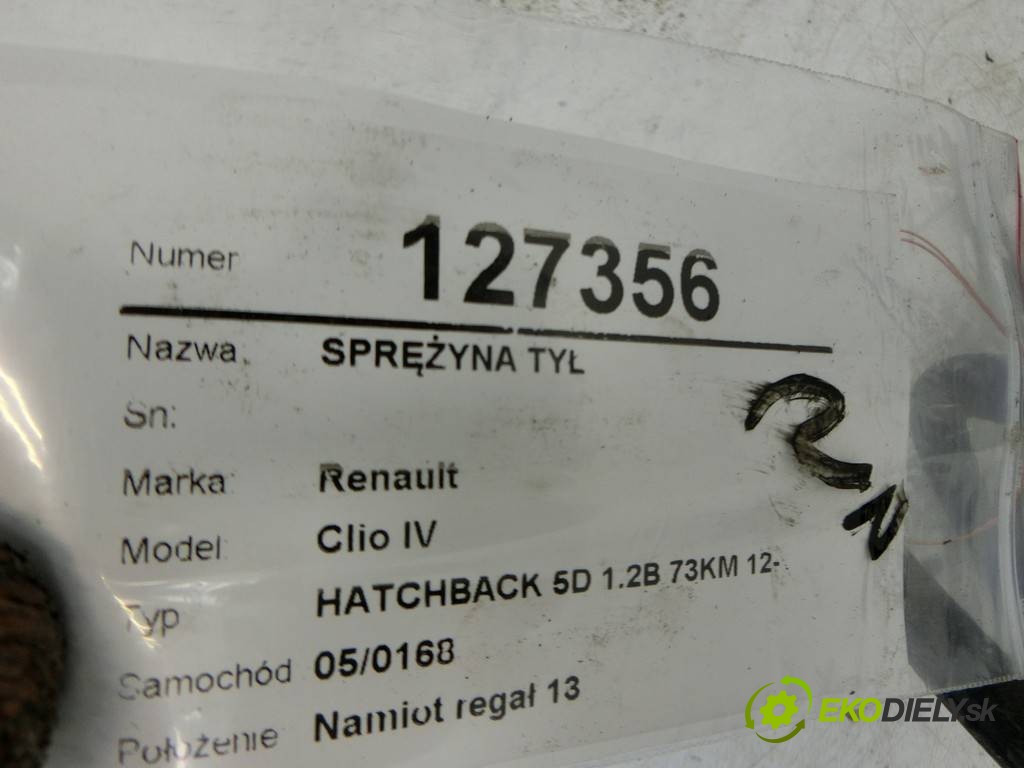 Numer 127356
Nazwa. SPRĘŻYNA TYŁ
Sn:
Marka: Renault
Model: Clio IV
Typ HATCHBACK 5D 1.2B 73KM 12-
Samochód 05/0168
Położenie Namiot regał 13
EKODIELY.sk